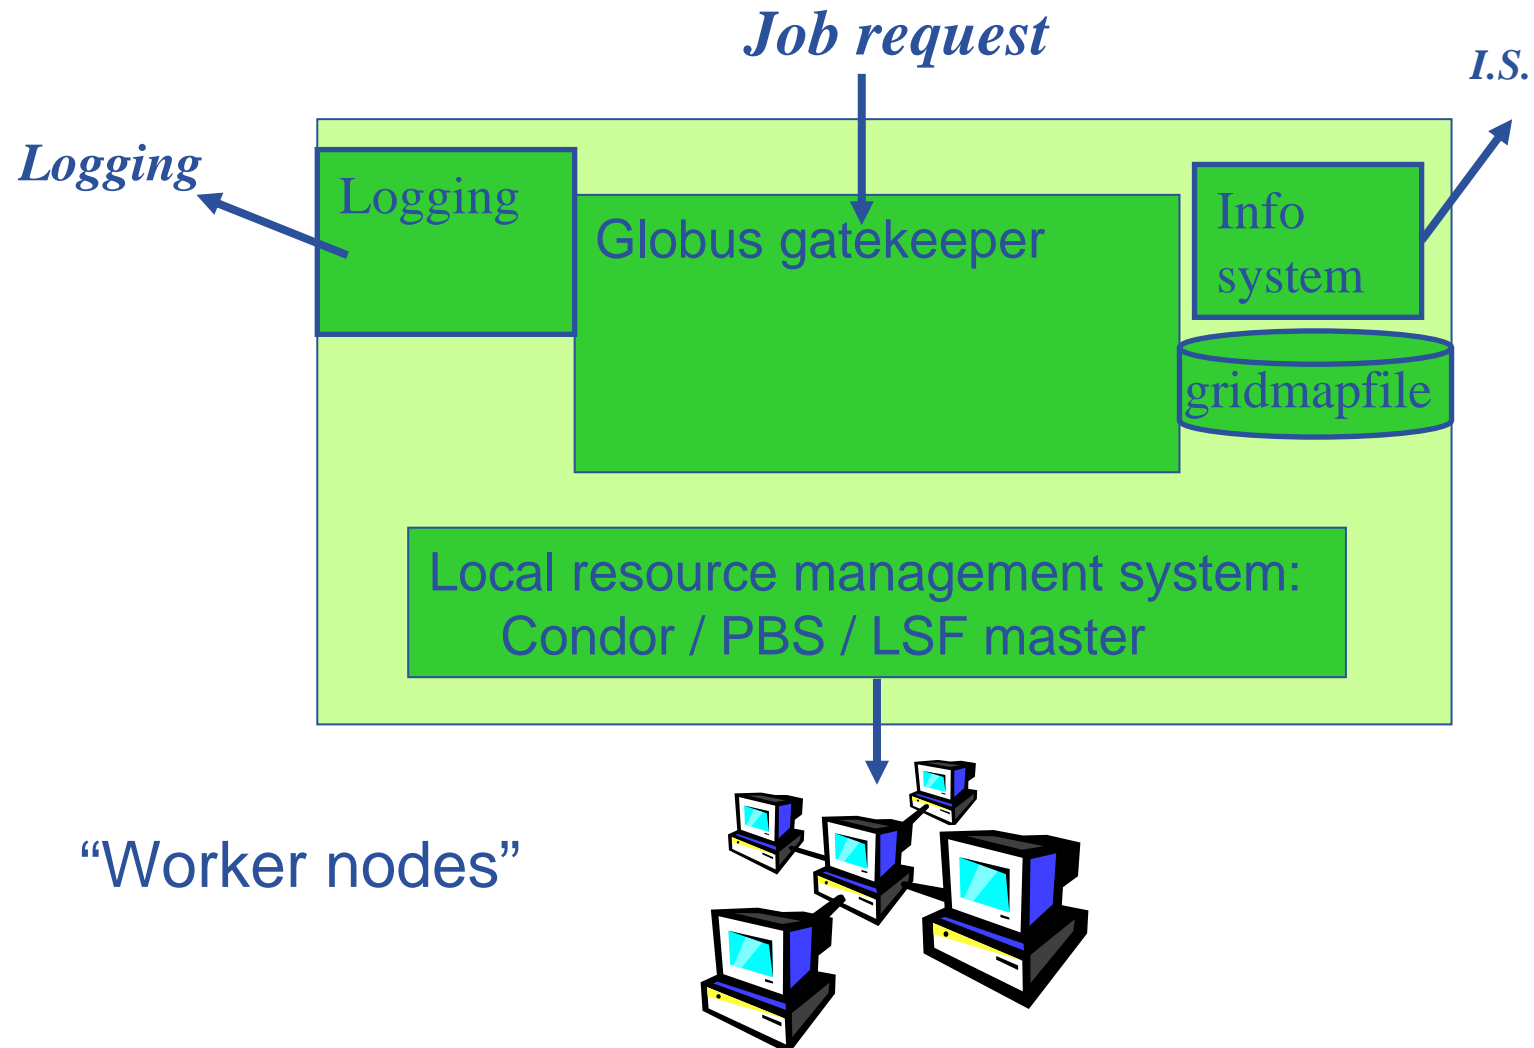 Job request
I.S.
Logging
Logging
Globus gatekeeper
Info
system
gridmapfile
Local resource management system:
Condor / PBS / LSF master
“Worker nodes”